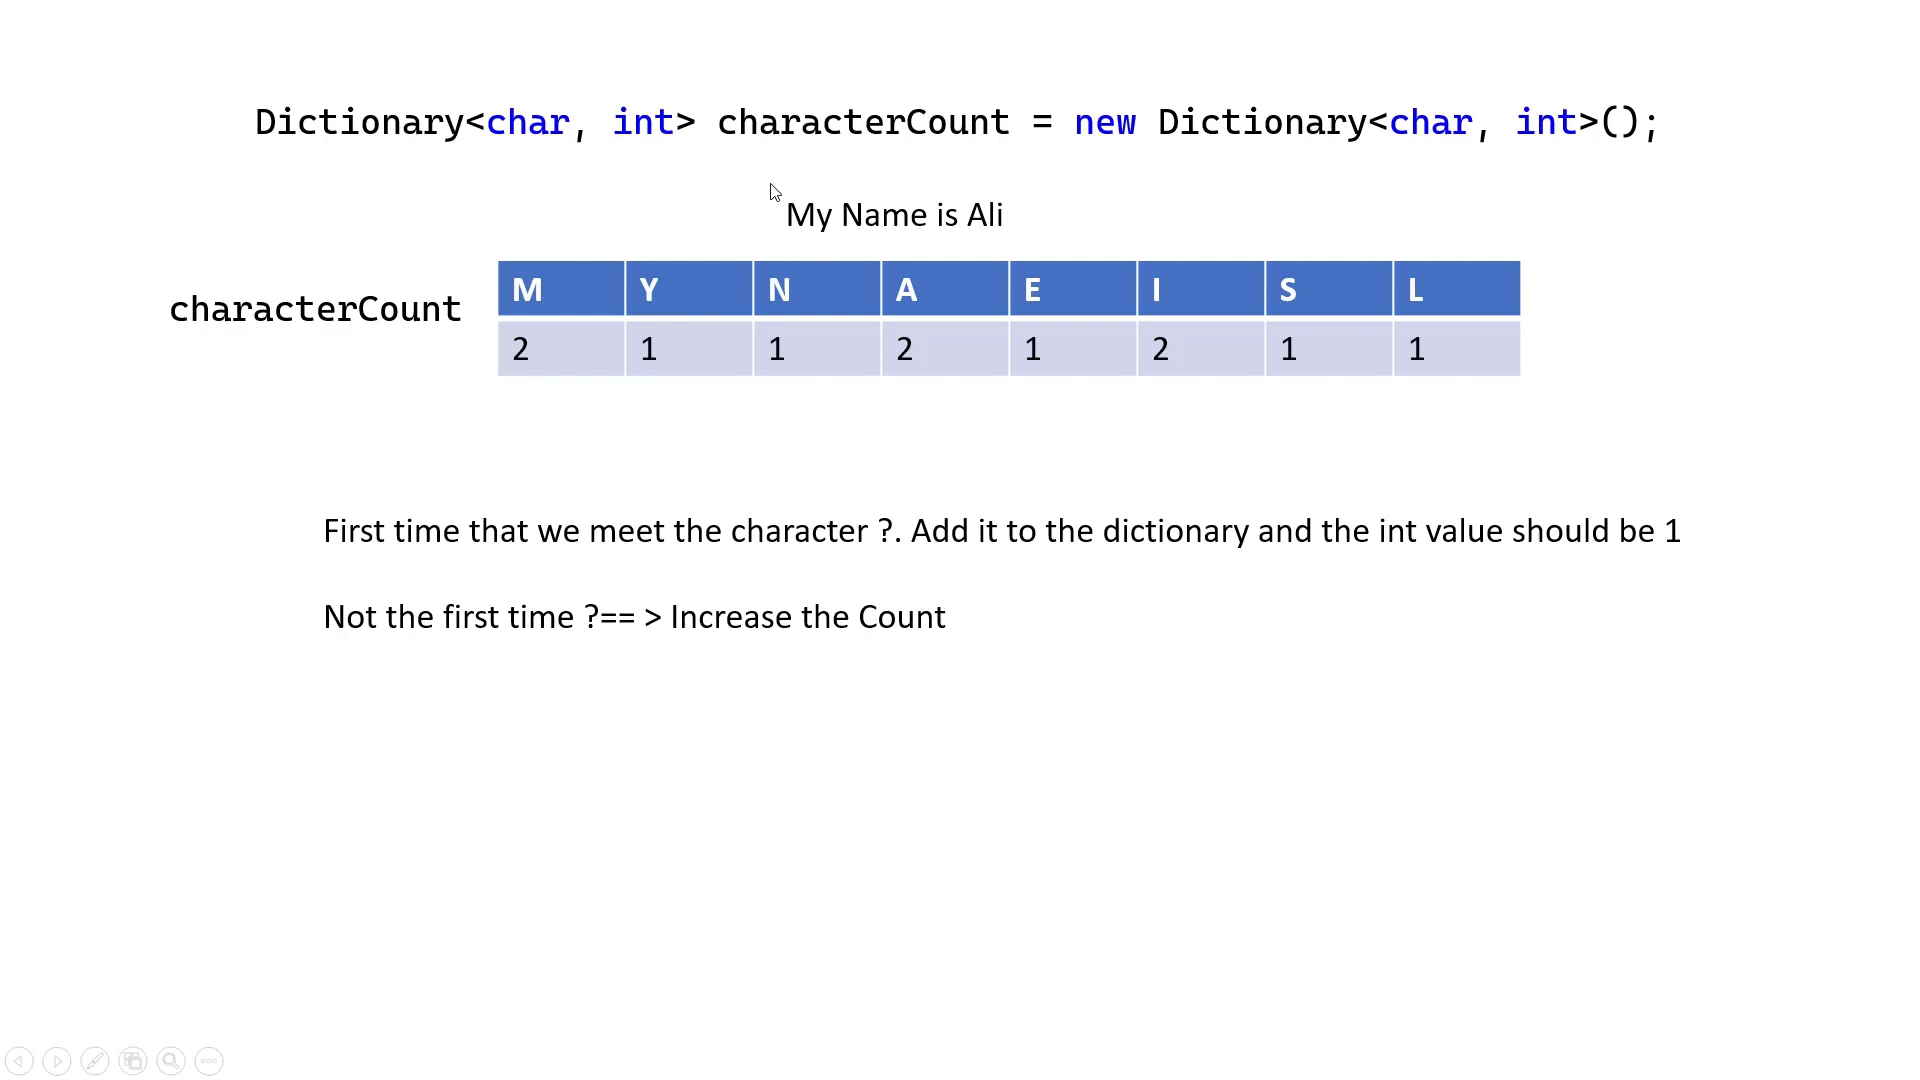 Dictionary<char, int> characterCount = new Dictionary<char, int>();
My Name is Ali
characterCount
M Y N A E I S L
2 1 1 2 1 2 1 1
First time that we meet the character ?. Add it to the dictionary and the int value should be 1
Not the first time ?== > Increase the Count